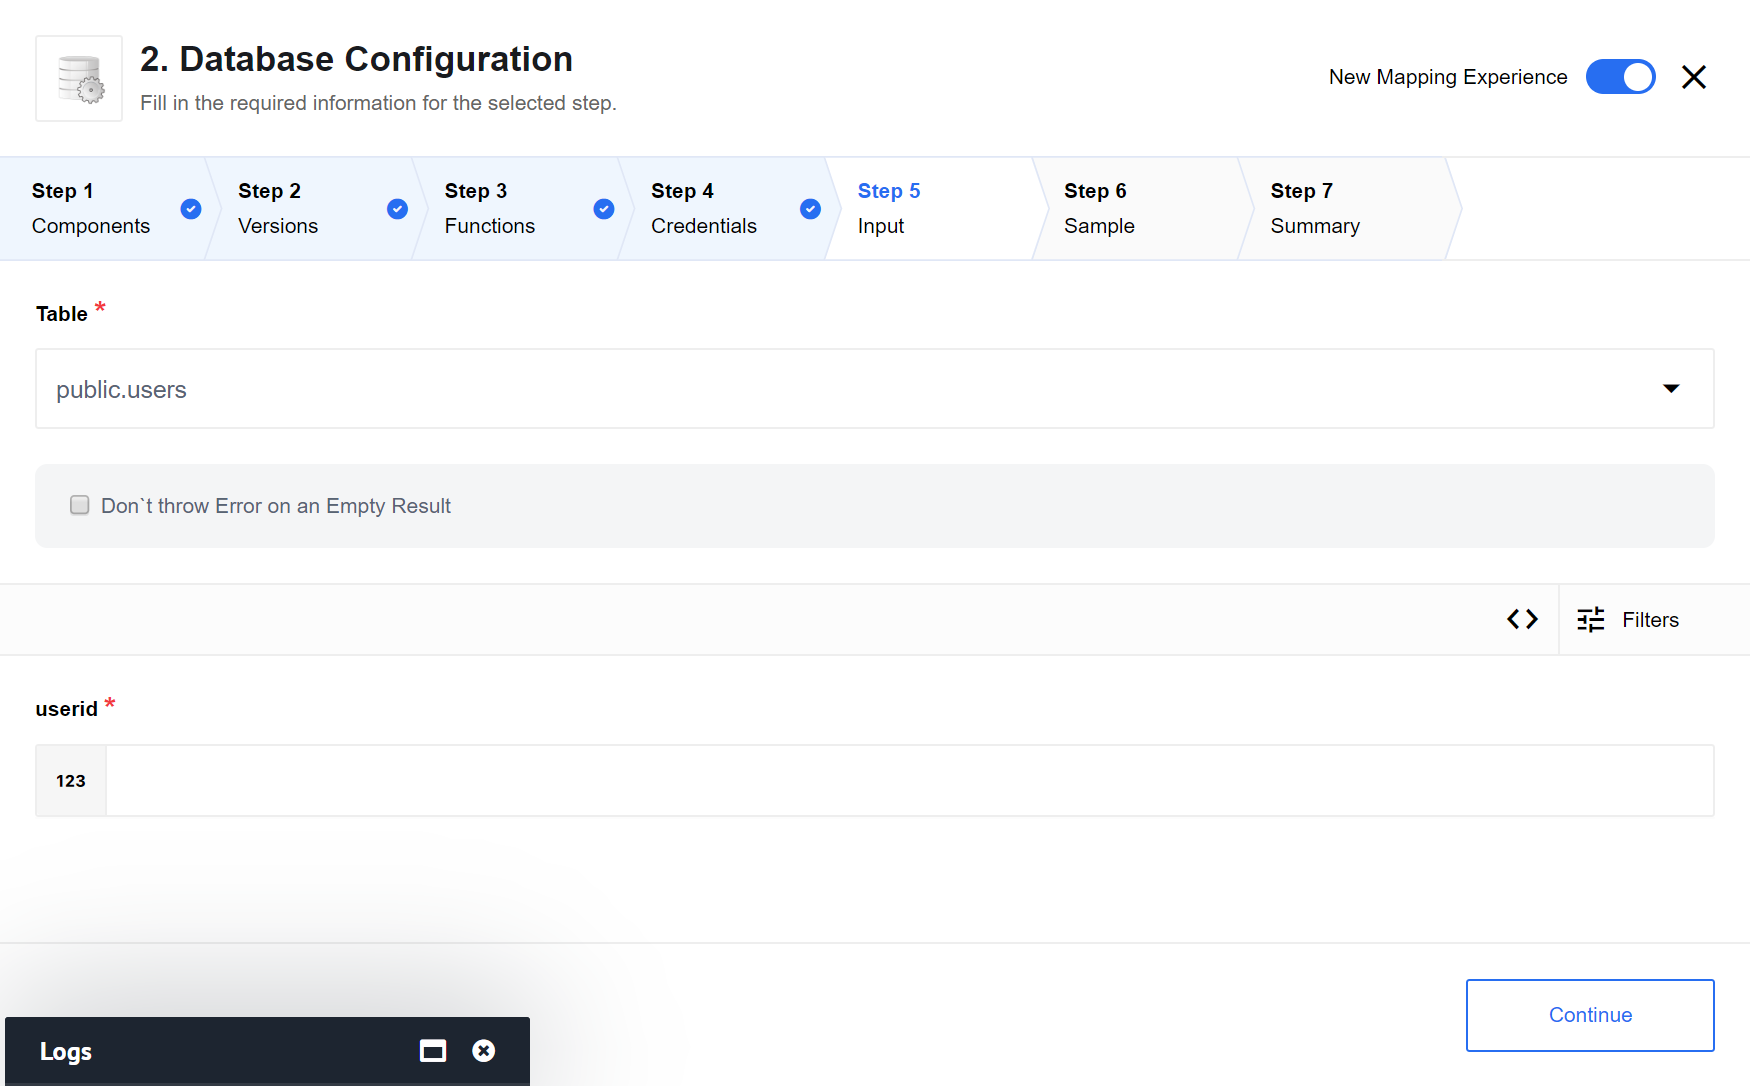 2. Database Configuration
Fill in the required information for the selected step.
New Mapping Experience
Step 1
Components
Step 2
Versions
Step 3
Functions
Step 4
Credentials
Step 5
Input
Step 6
Sample
Step 7
Summary
Table *
public.users
Don`t throw Error on an Empty Result
Filters
userid *
123
Continue
Logs